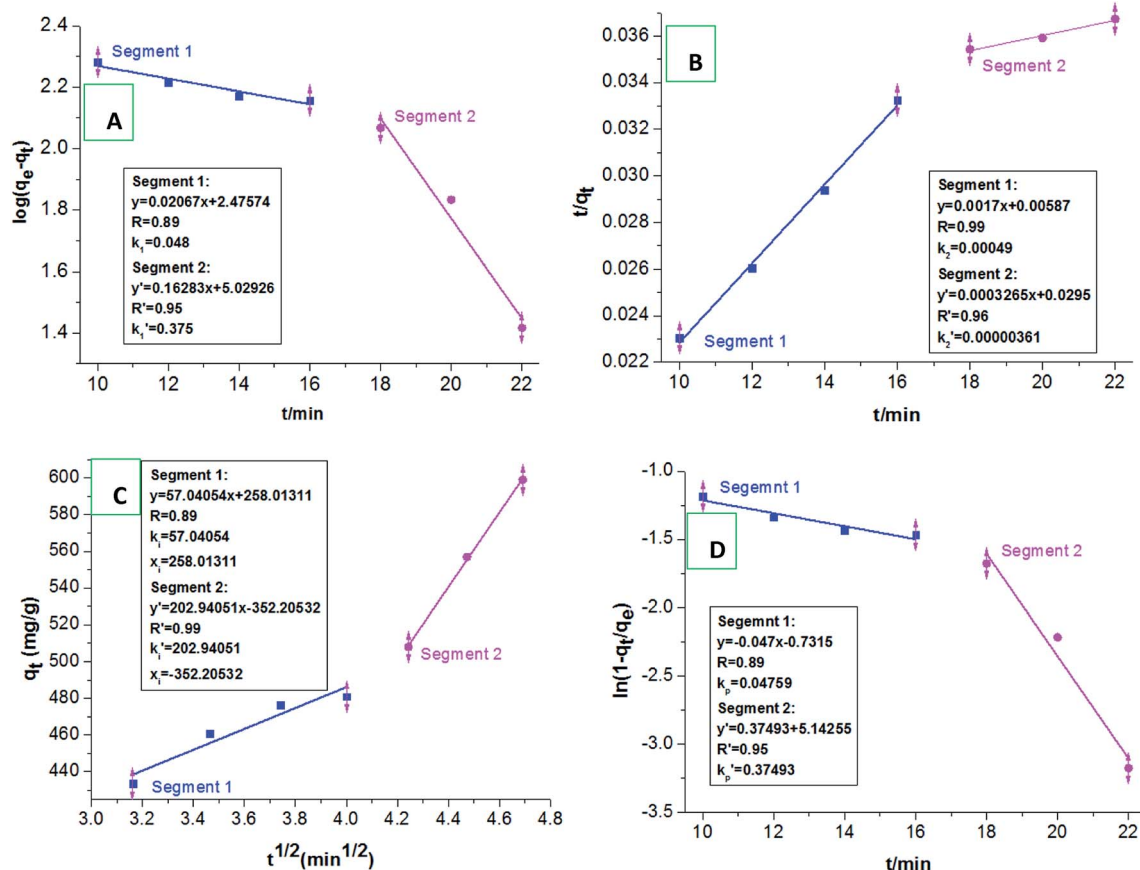 A
log(qe-qt)
2.4
2.2
2.0
1.8
1.6
1.4
Segment 1
Segment 2
Segment 1:
y=0.02067x+2.47574
R=0.89
k1=0.048
Segment 2:
y'=0.16283x+5.02926
R'=0.95
k1'=0.375
10 12 14 16 18 20 22
t/min
B
t/qt
0.036
0.034
0.032
0.030
0.028
0.026
0.024
0.022
Segment 2
Segment 1
Segment 1:
y=0.0017x+0.00587
R=0.99
k2=0.00049
Segment 2:
y'=0.0003265x+0.0295
R'=0.96
k2'=0.00000361
10 12 14 16 18 20 22
t/min
C
qt (mg/g)
600
580
560
540
520
500
480
460
440
Segment 1:
y=57.04054x+258.01311
R=0.89
ki=57.04054
xi=258.01311
Segment 2:
y'=202.94051x-352.20532
R'=0.99
ki'=202.94051
xi=-352.20532
Segment 2
Segment 1
3.0 3.2 3.4 3.6 3.8 4.0 4.2 4.4 4.6 4.8
t1/2(min1/2)
D
ln(1-qt/qe)
-1.0
-1.5
-2.0
-2.5
-3.0
-3.5
Segemnt 1
Segment 2
Segemnt 1:
y=-0.047x-0.7315
R=0.89
kp=0.04759
Segment 2:
y'=0.37493+5.14255
R'=0.95
kp'=0.37493
10 12 14 16 18 20 22
t/min